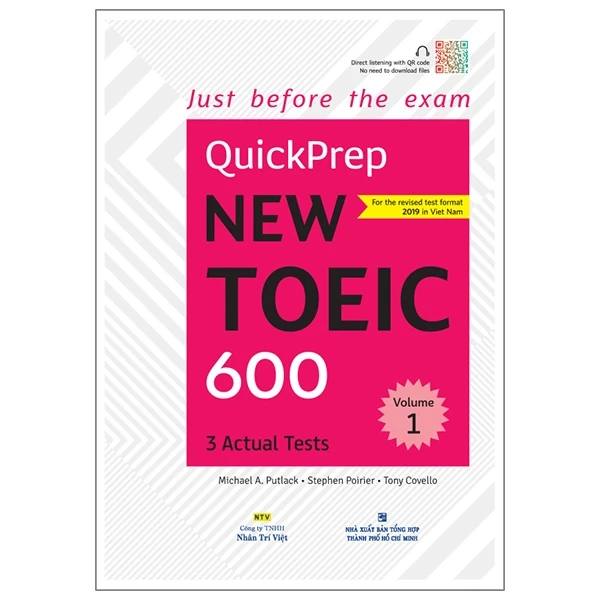 Direct listening with QR code
No need to download files
Just before the exam
QuickPrep
NEW
For the revised test format
2019 in Viet Nam
TOEIC
600
Volume
1
3 Actual Tests
Michael A. Putlack • Stephen Poirier • Tony Covello
NTV
Công ty TNHH
Nhân Trí Việt
NHÀ XUẤT BẢN TỔNG HỢP
THÀNH PHỐ HỒ CHÍ MINH